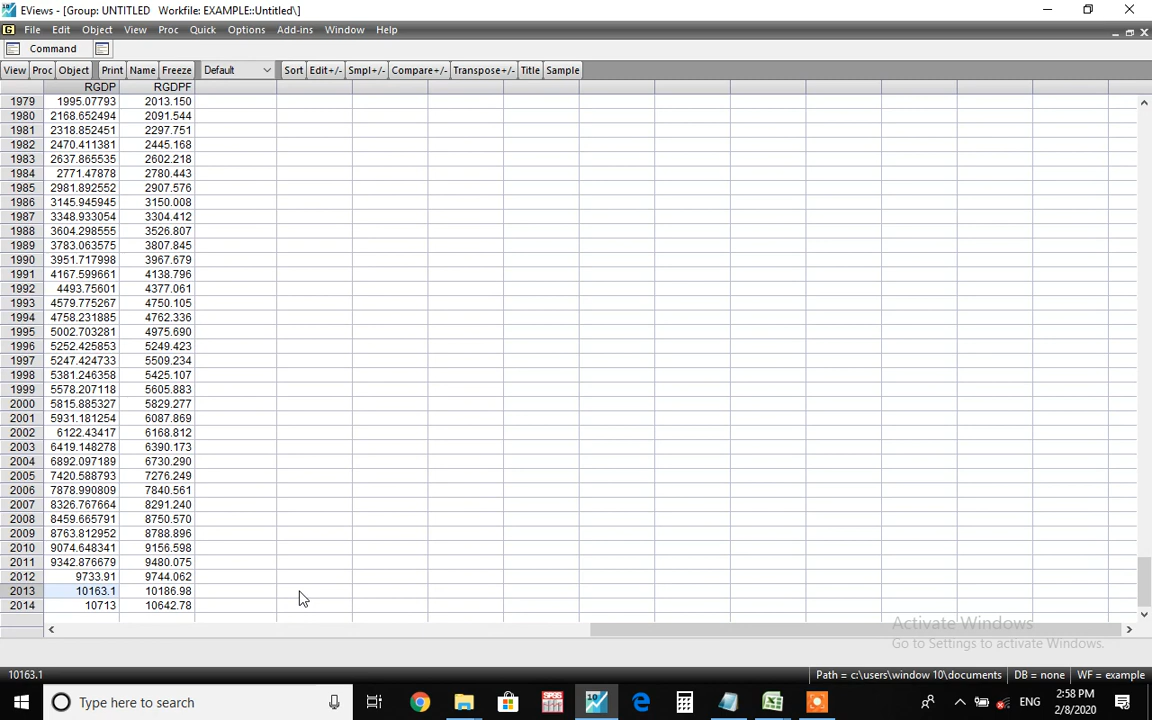 EViews - [Group: UNTITLED   Workfile: EXAMPLE::Untitled\]
File Edit Object View Proc Quick Options Add-ins Window Help
Command
View Proc Object Print Name Freeze Default Sort Edit+/- Smpl+/- Compare+/- Transpose+/- Title Sample
RGDP RGDPF
1979 1995.07793 2013.150
1980 2168.652494 2091.544
1981 2318.852451 2297.751
1982 2470.411381 2445.168
1983 2637.865535 2602.218
1984 2771.47878 2780.443
1985 2981.892552 2907.576
1986 3145.945945 3150.008
1987 3348.933054 3304.412
1988 3604.298555 3526.807
1989 3783.063575 3807.845
1990 3951.717998 3967.679
1991 4167.599661 4138.796
1992 4493.75601 4377.061
1993 4579.775267 4750.105
1994 4758.231885 4762.336
1995 5002.703281 4975.690
1996 5252.425853 5249.423
1997 5247.424733 5509.234
1998 5381.246358 5425.107
1999 5578.207118 5605.883
2000 5815.885327 5829.277
2001 5931.181254 6087.869
2002 6122.43417 6168.812
2003 6419.148278 6390.173
2004 6892.097189 6730.290
2005 7420.588793 7276.249
2006 7878.990809 7840.561
2007 8326.767664 8291.240
2008 8459.665791 8750.570
2009 8763.812952 8788.896
2010 9074.648341 9156.598
2011 9342.876679 9480.075
2012 9733.91 9744.062
2013 10163.1 10186.98
2014 10713 10642.78
Activate Windows
Go to Settings to activate Windows.
10163.1 Path = c:\users\window 10\documents DB = none WF = example
Type here to search SPSS ENG 2:58 PM
2/8/2020